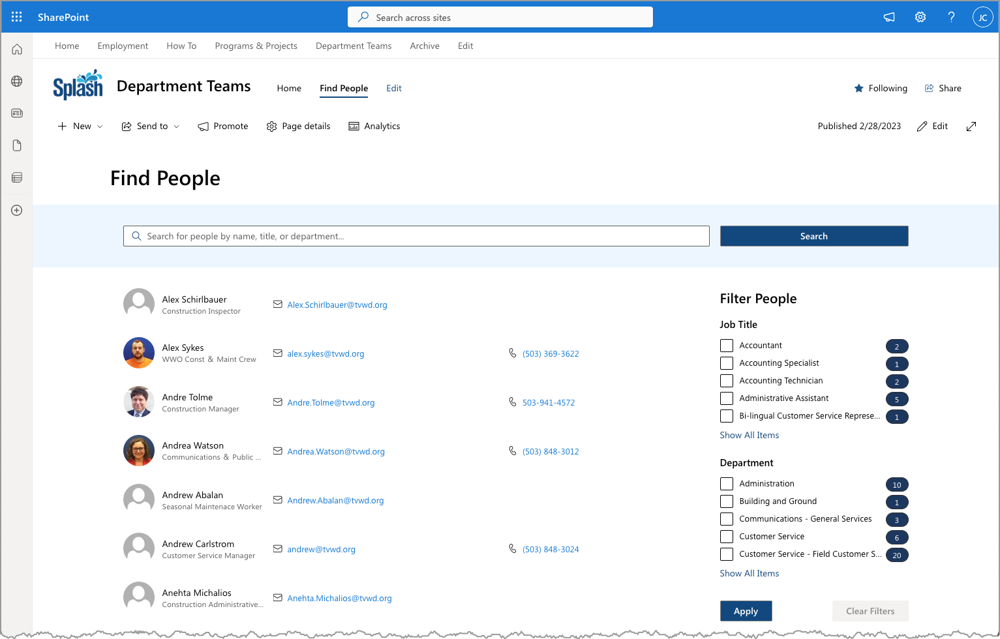 SharePoint
Search across sites
JC
Home Employment How To Programs & Projects Department Teams Archive Edit
Splash
Department Teams
Home Find People Edit
Following Share
New Send to Promote Page details Analytics
Published 2/28/2023 Edit
Find People
Search for people by name, title, or department...
Search
Alex Schirlbauer
Construction Inspector
Alex.Schirlbauer@tvwd.org
Alex Sykes
WWO Const & Maint Crew
alex.sykes@tvwd.org
(503) 369-3622
Andre Tolme
Construction Manager
Andre.Tolme@tvwd.org
503-941-4572
Andrea Watson
Communications & Public ...
Andrea.Watson@tvwd.org
(503) 848-3012
Andrew Abalan
Seasonal Maintenace Worker
Andrew.Abalan@tvwd.org
Andrew Carlstrom
Customer Service Manager
andrew@tvwd.org
(503) 848-3024
Anehta Michalios
Construction Administrative...
Anehta.Michalios@tvwd.org
Filter People
Job Title
Accountant 2
Accounting Specialist 1
Accounting Technician 2
Administrative Assistant 5
Bi-lingual Customer Service Represe... 1
Show All Items
Department
Administration 10
Building and Ground 1
Communications - General Services 3
Customer Service 6
Customer Service - Field Customer S... 20
Show All Items
Apply Clear Filters